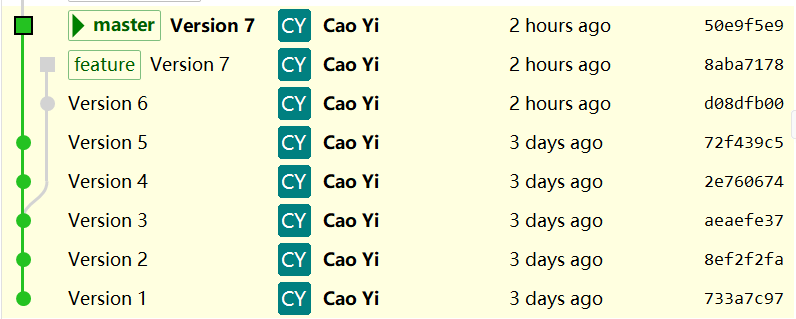 master Version 7 CY Cao Yi 2 hours ago 50e9f5e9
feature Version 7 CY Cao Yi 2 hours ago 8aba7178
Version 6 CY Cao Yi 2 hours ago d08dfb00
Version 5 CY Cao Yi 3 days ago 72f439c5
Version 4 CY Cao Yi 3 days ago 2e760674
Version 3 CY Cao Yi 3 days ago aeaefe37
Version 2 CY Cao Yi 3 days ago 8ef2f2fa
Version 1 CY Cao Yi 3 days ago 733a7c97